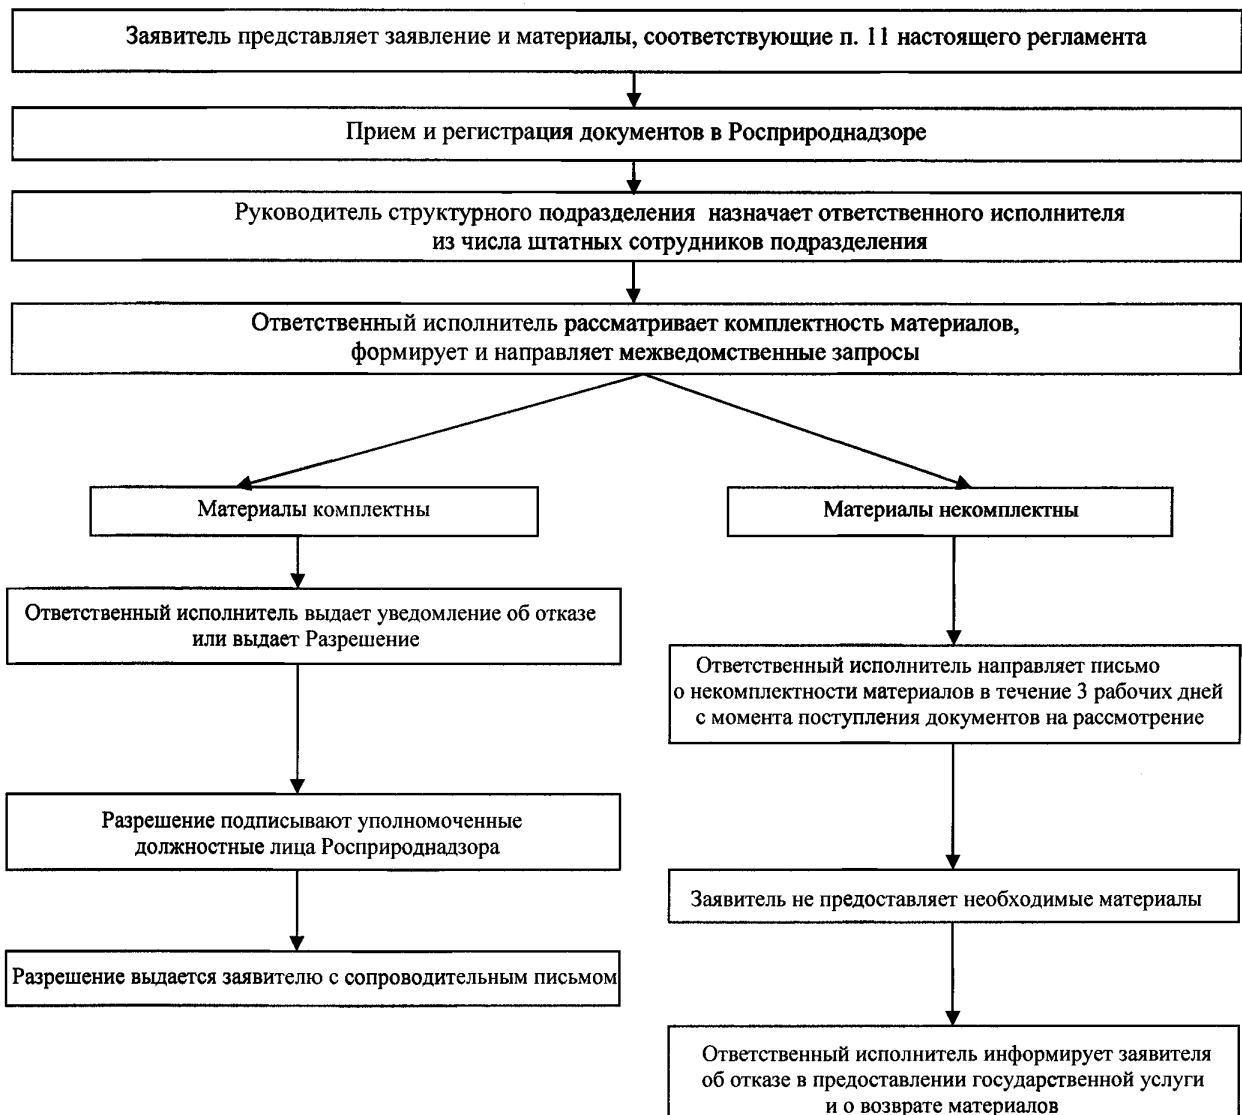 Заявитель представляет заявление и материалы, соответствующие п. 11 настоящего регламента
Прием и регистрация документов в Росприроднадзоре
Руководитель структурного подразделения назначает ответственного исполнителя
из числа штатных сотрудников подразделения
Ответственный исполнитель рассматривает комплектность материалов,
формирует и направляет межведомственные запросы
Материалы комплектны
Ответственный исполнитель выдает уведомление об отказе
или выдает Разрешение
Разрешение подписывают уполномоченные
должностные лица Росприроднадзора
Разрешение выдается заявителю с сопроводительным письмом
Материалы некомплектны
Ответственный исполнитель направляет письмо
о некомплектности материалов в течение 3 рабочих дней
с момента поступления документов на рассмотрение
Заявитель не предоставляет необходимые материалы
Ответственный исполнитель информирует заявителя
об отказе в предоставлении государственной услуги
и о возврате материалов